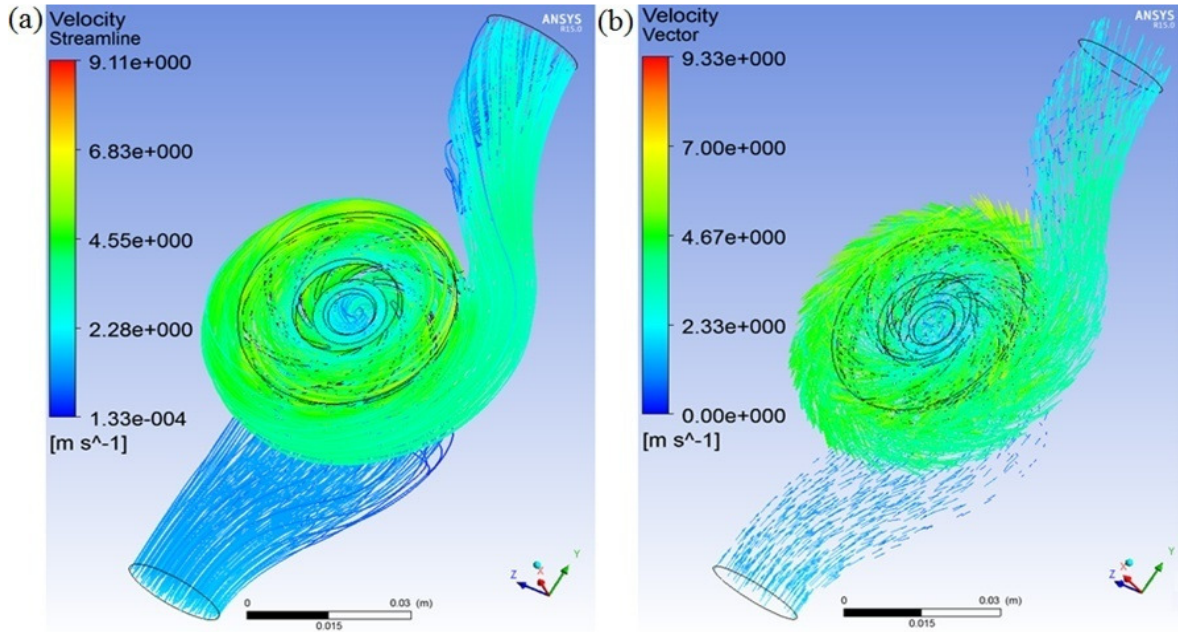 (a)
Velocity
Streamline
9.11e+000
6.83e+000
4.55e+000
2.28e+000
1.33e-004
[m s^-1]
ANSYS
R15.0
Z
X
Y
0
0.03
(m)
0.015
(b)
Velocity
Vector
9.33e+000
7.00e+000
4.67e+000
2.33e+000
0.00e+000
[m s^-1]
ANSYS
R15.0
Z
X
Y
0
0.03
(m)
0.015